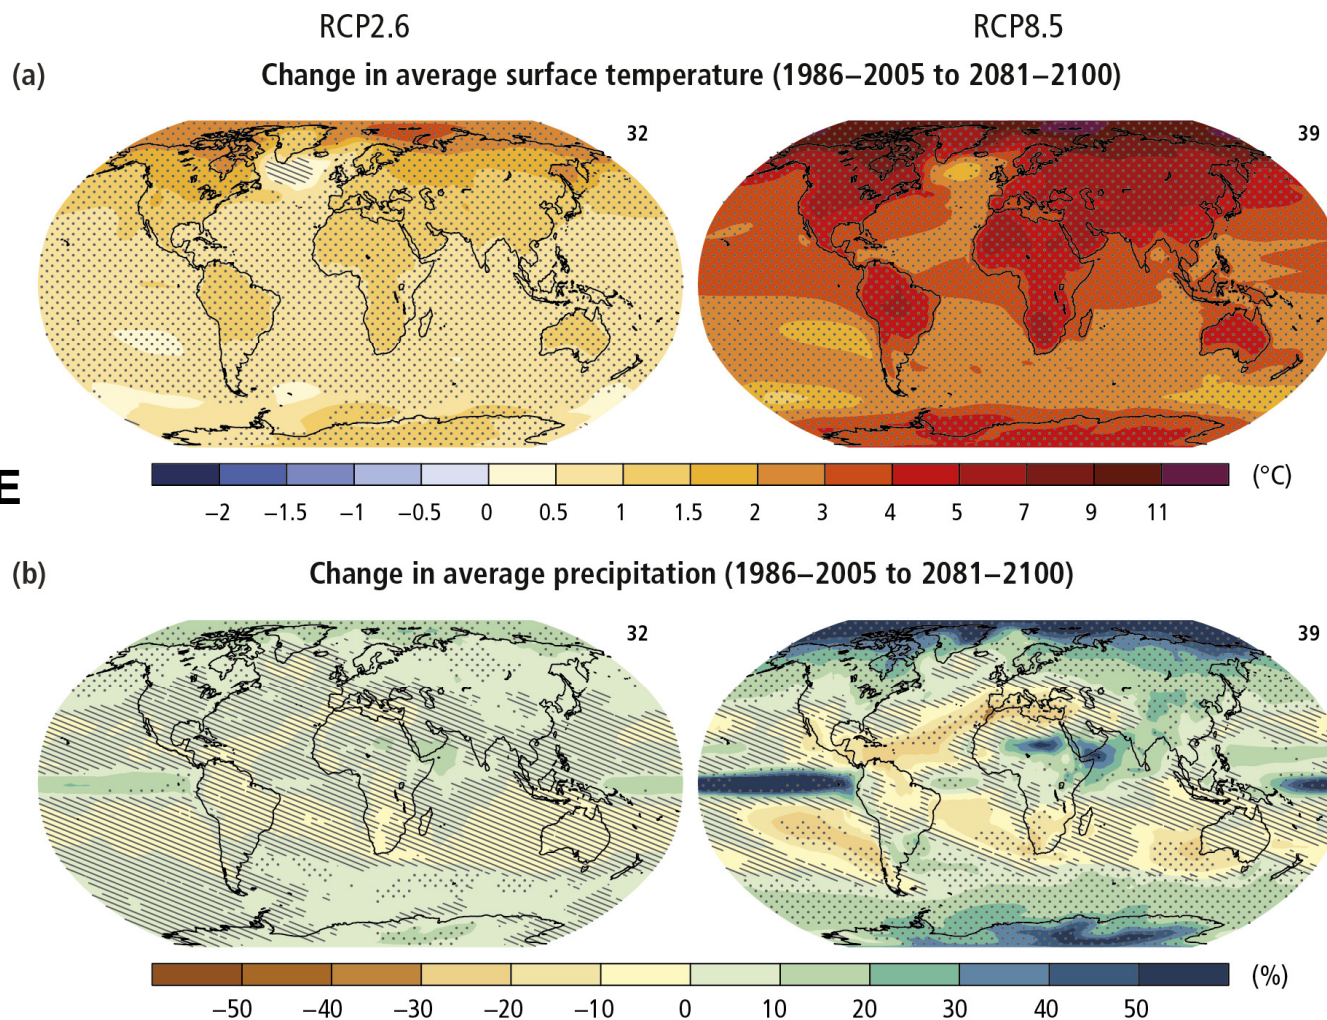 RCP2.6 RCP8.5
(a) Change in average surface temperature (1986–2005 to 2081–2100)
32 39
E
(°C)
−2 −1.5 −1 −0.5 0 0.5 1 1.5 2 3 4 5 7 9 11
(b) Change in average precipitation (1986–2005 to 2081–2100)
32 39
(%)
−50 −40 −30 −20 −10 0 10 20 30 40 50